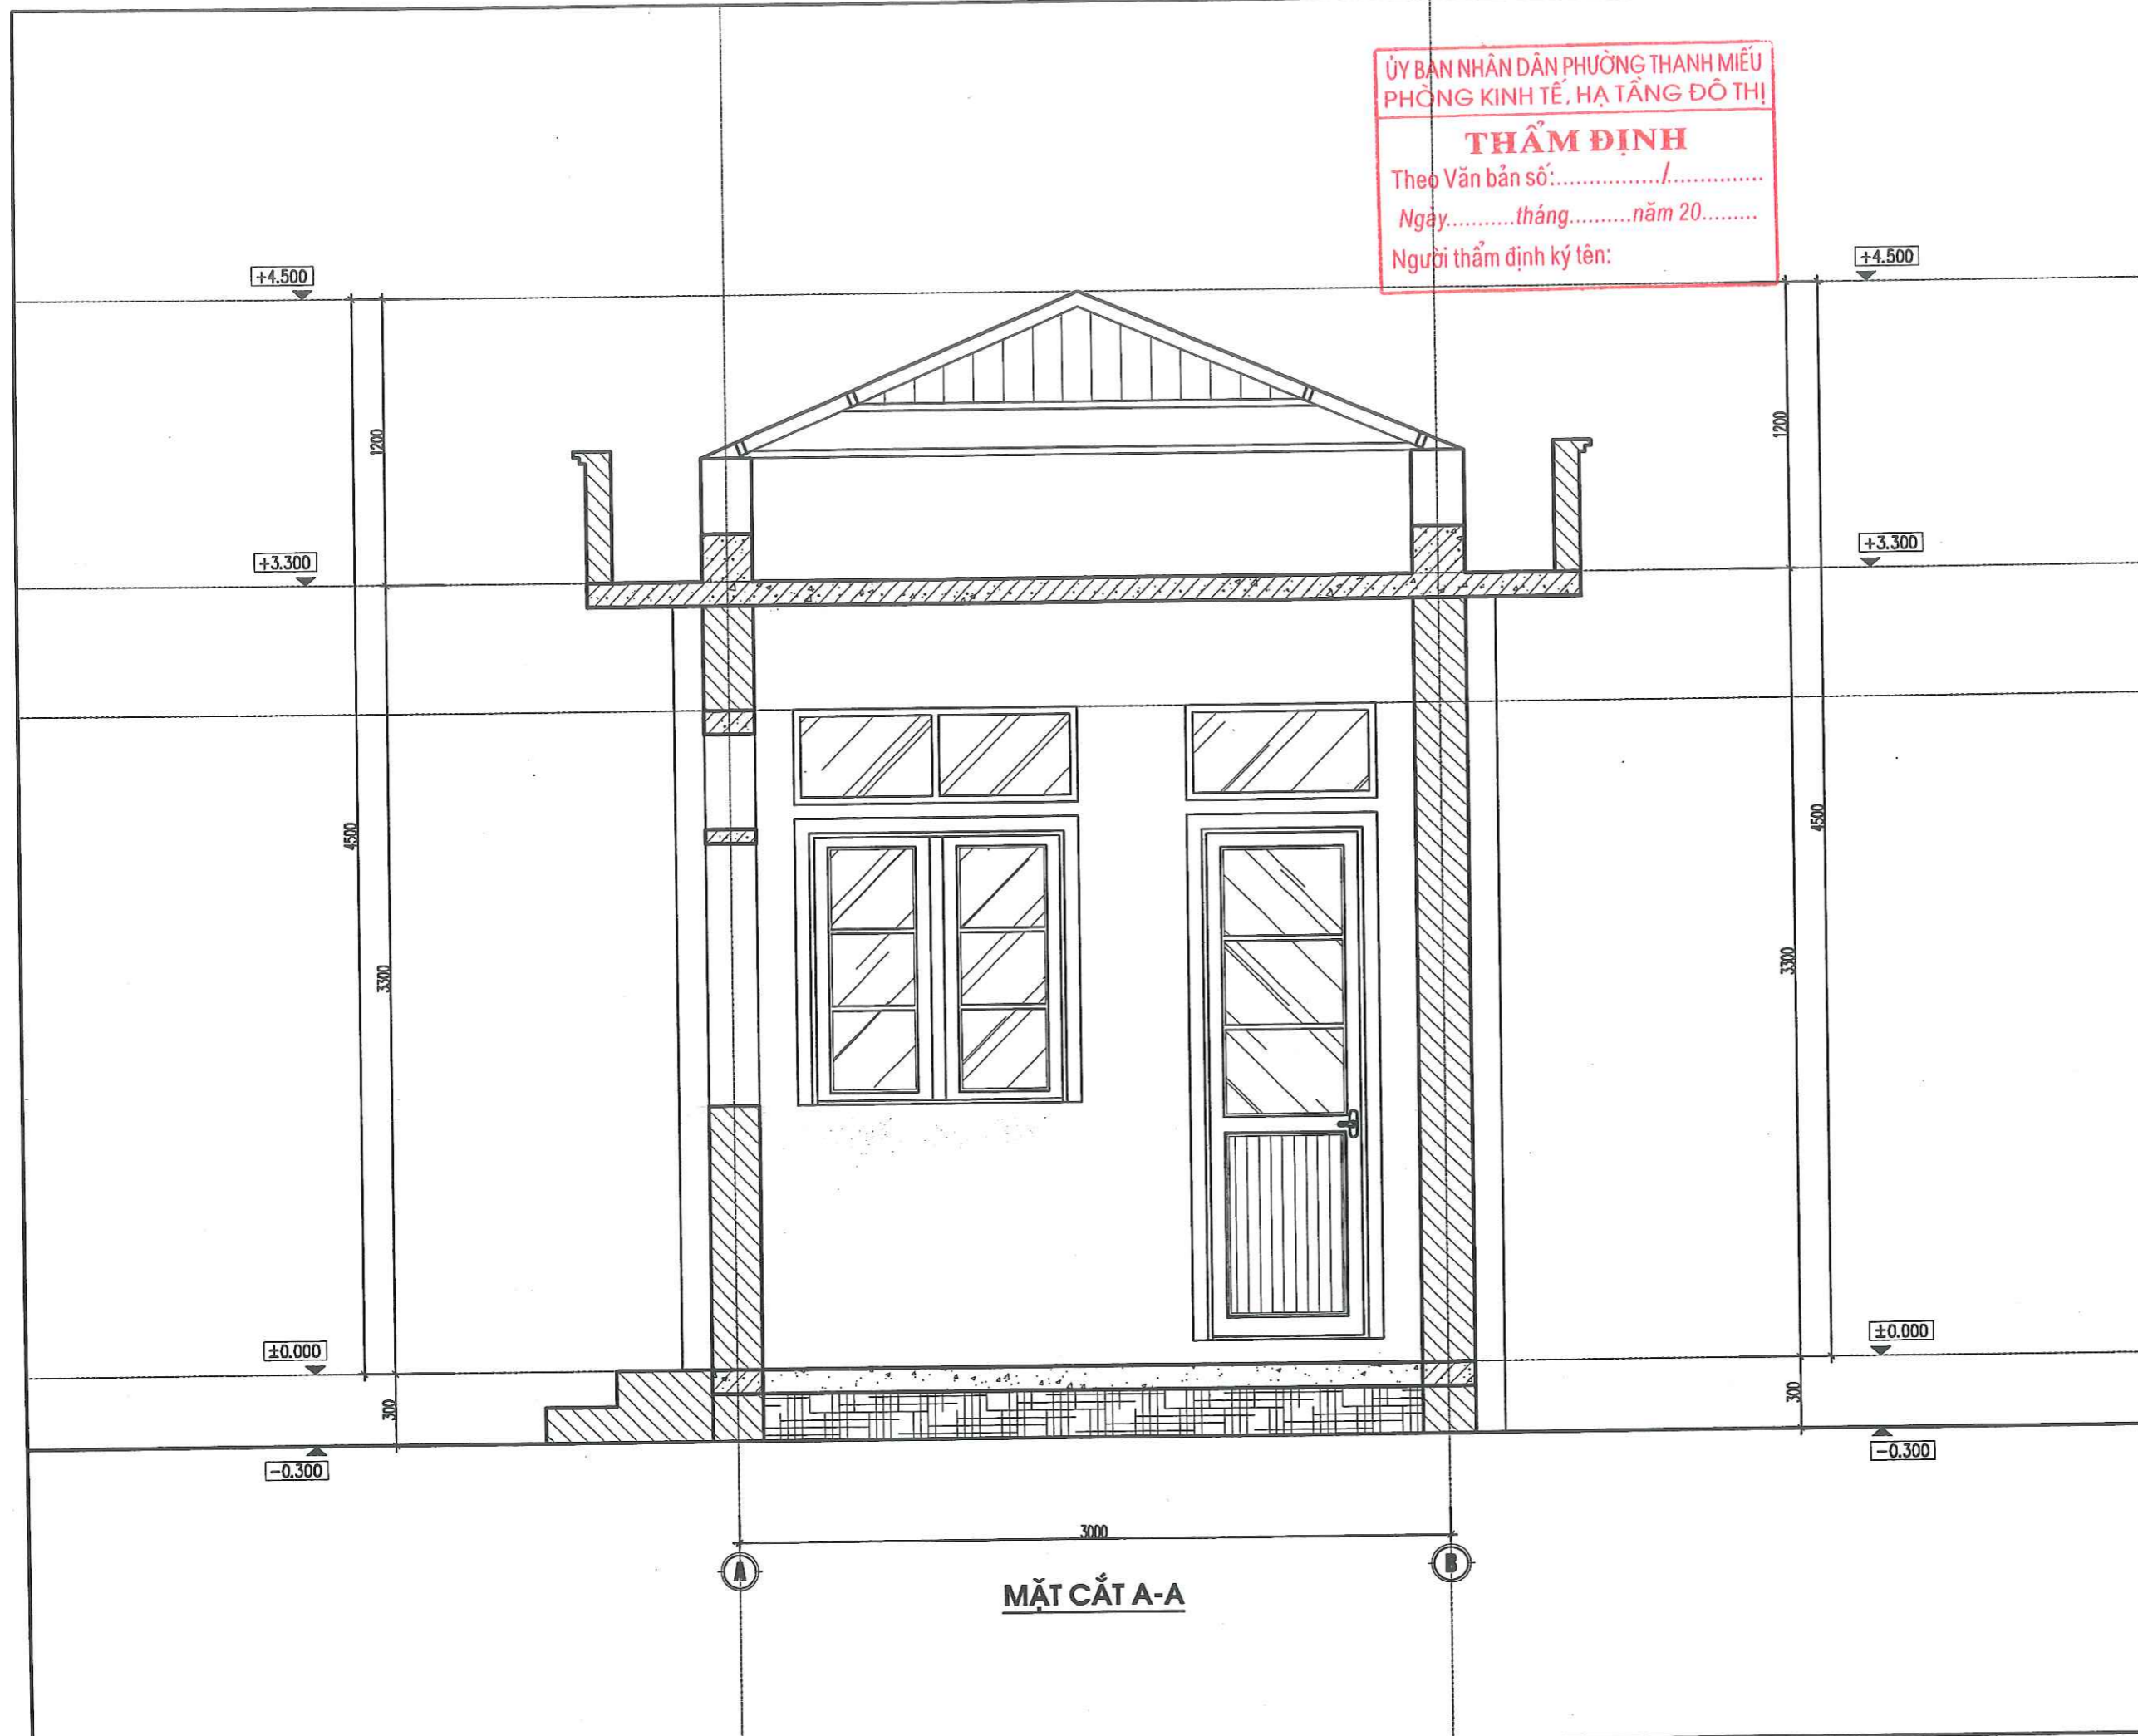 ỦY BAN NHÂN DÂN PHƯỜNG THANH MIẾU
PHÒNG KINH TẾ, HẠ TẦNG ĐÔ THỊ
THẨM ĐỊNH
Theo Văn bản số:................/...............
Ngày...........tháng..........năm 20.........
Người thẩm định ký tên:
+4.500
+4.500
1200
1200
+3.300
+3.300
4500
4500
3300
3300
±0.000
±0.000
300
300
-0.300
-0.300
3000
A
B
MẶT CẮT A-A